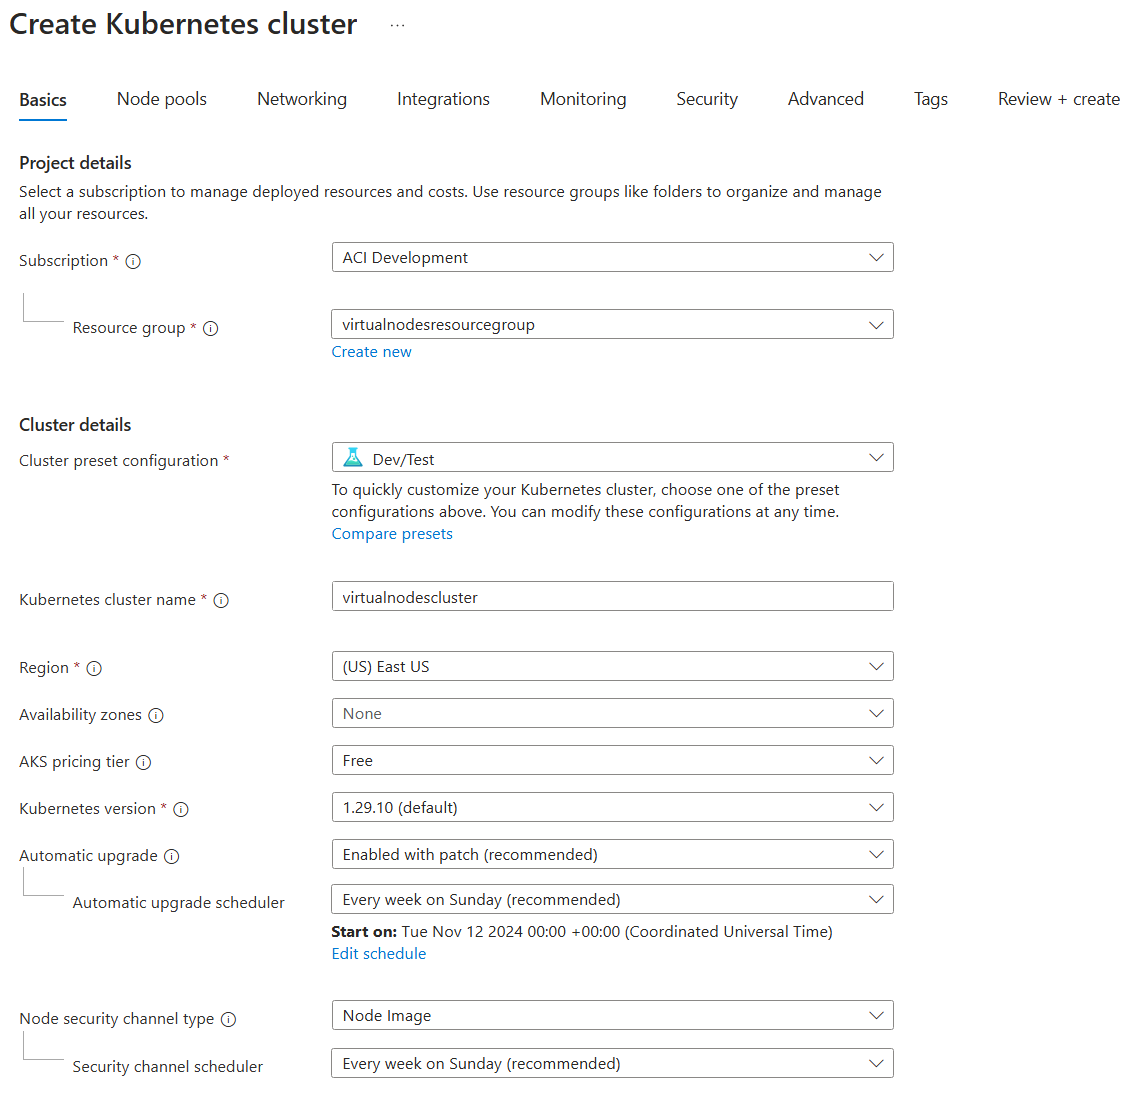 Create Kubernetes cluster ...
Basics Node pools Networking Integrations Monitoring Security Advanced Tags Review + create
Project details
Select a subscription to manage deployed resources and costs. Use resource groups like folders to organize and manage
all your resources.
Subscription * ACI Development
Resource group * virtualnodesresourcegroup
Create new
Cluster details
Cluster preset configuration * Dev/Test
To quickly customize your Kubernetes cluster, choose one of the preset
configurations above. You can modify these configurations at any time.
Compare presets
Kubernetes cluster name * virtualnodescluster
Region * (US) East US
Availability zones None
AKS pricing tier Free
Kubernetes version * 1.29.10 (default)
Automatic upgrade Enabled with patch (recommended)
Automatic upgrade scheduler Every week on Sunday (recommended)
Start on: Tue Nov 12 2024 00:00 +00:00 (Coordinated Universal Time)
Edit schedule
Node security channel type Node Image
Security channel scheduler Every week on Sunday (recommended)